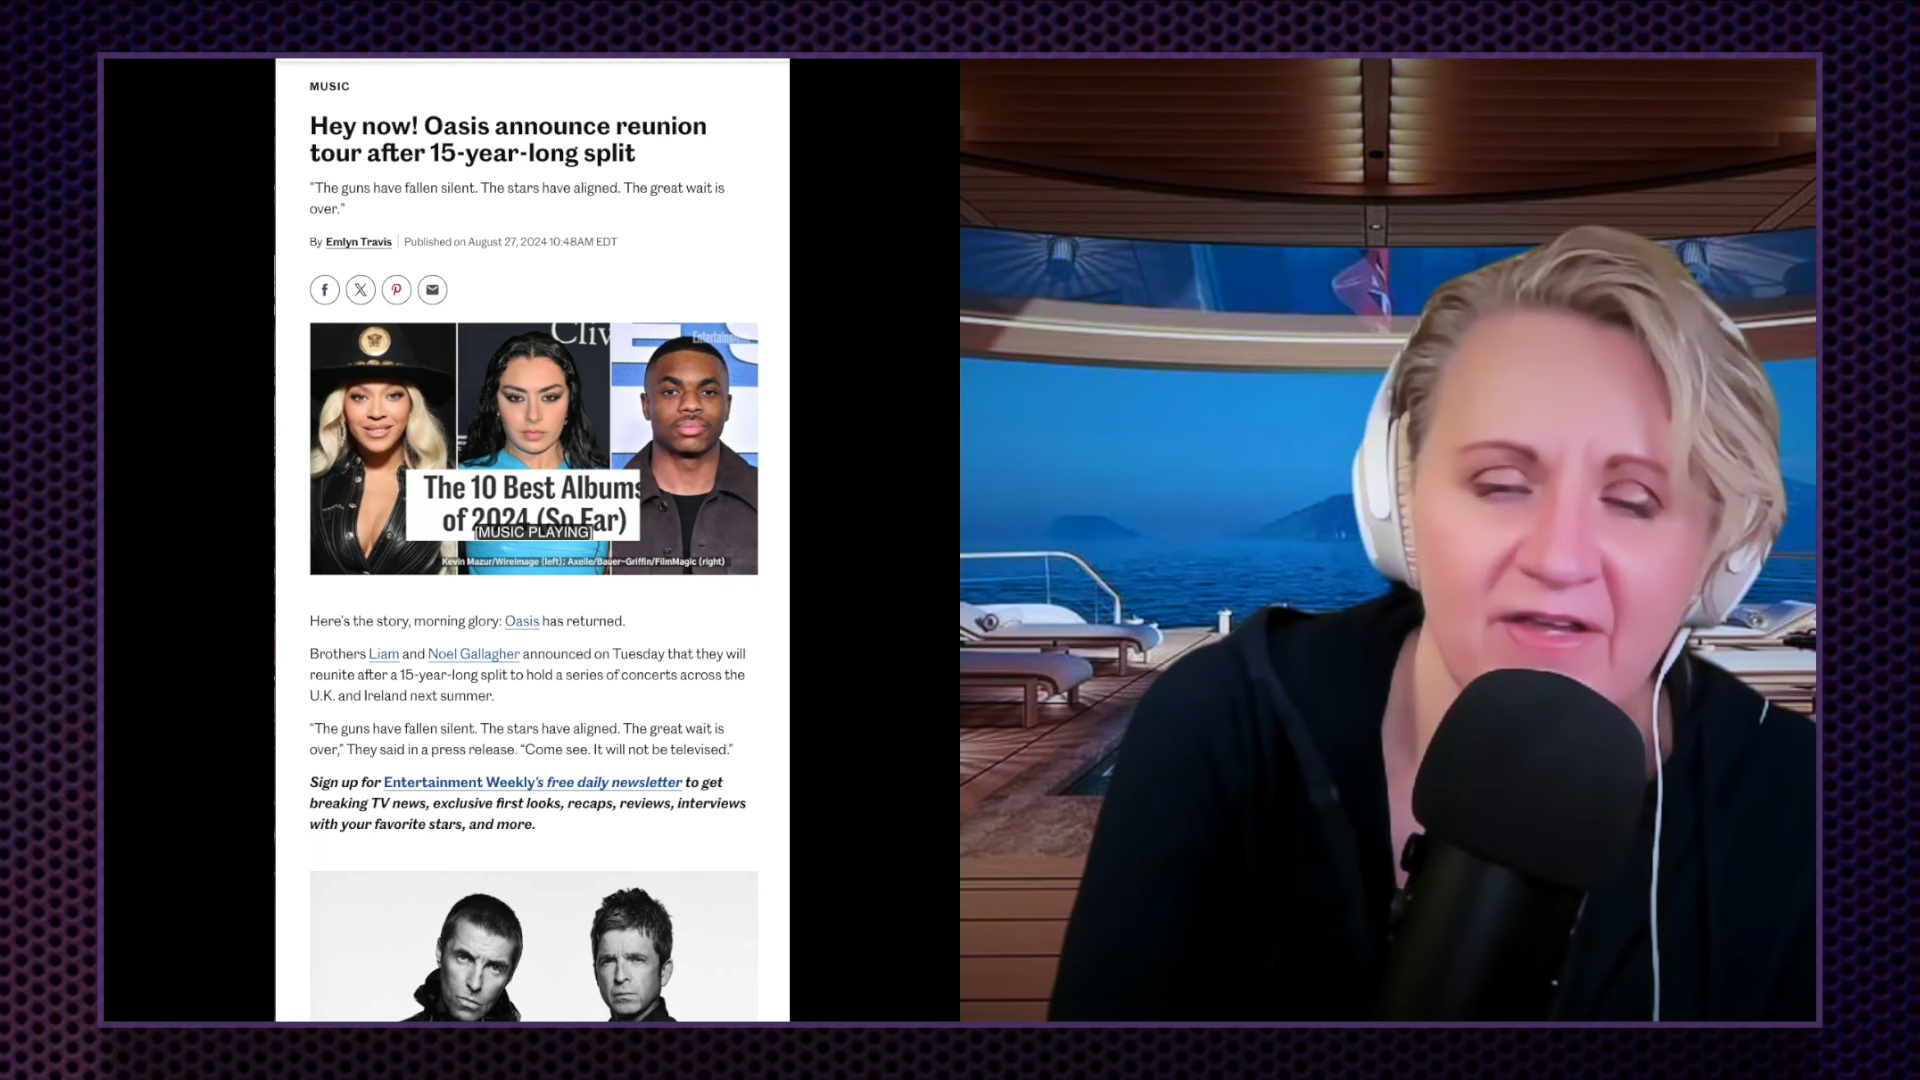 MUSIC
Hey now! Oasis announce reunion
tour after 15-year-long split
"The guns have fallen silent. The stars have aligned. The great wait is
over."
By Emlyn Travis Published on August 27, 2024 10:48AM EDT
Cliv
Entertainment
The 10 Best Albums
of 2024 (So Far)
[MUSIC PLAYING]
Kevin Mazur/WireImage (left); Axelle/Bauer-Griffin/FilmMagic (right)
Here's the story, morning glory: Oasis has returned.
Brothers Liam and Noel Gallagher announced on Tuesday that they will
reunite after a 15-year-long split to hold a series of concerts across the
U.K. and Ireland next summer.
"The guns have fallen silent. The stars have aligned. The great wait is
over," They said in a press release. "Come see. It will not be televised."
Sign up for Entertainment Weekly's free daily newsletter to get
breaking TV news, exclusive first looks, recaps, reviews, interviews
with your favorite stars, and more.